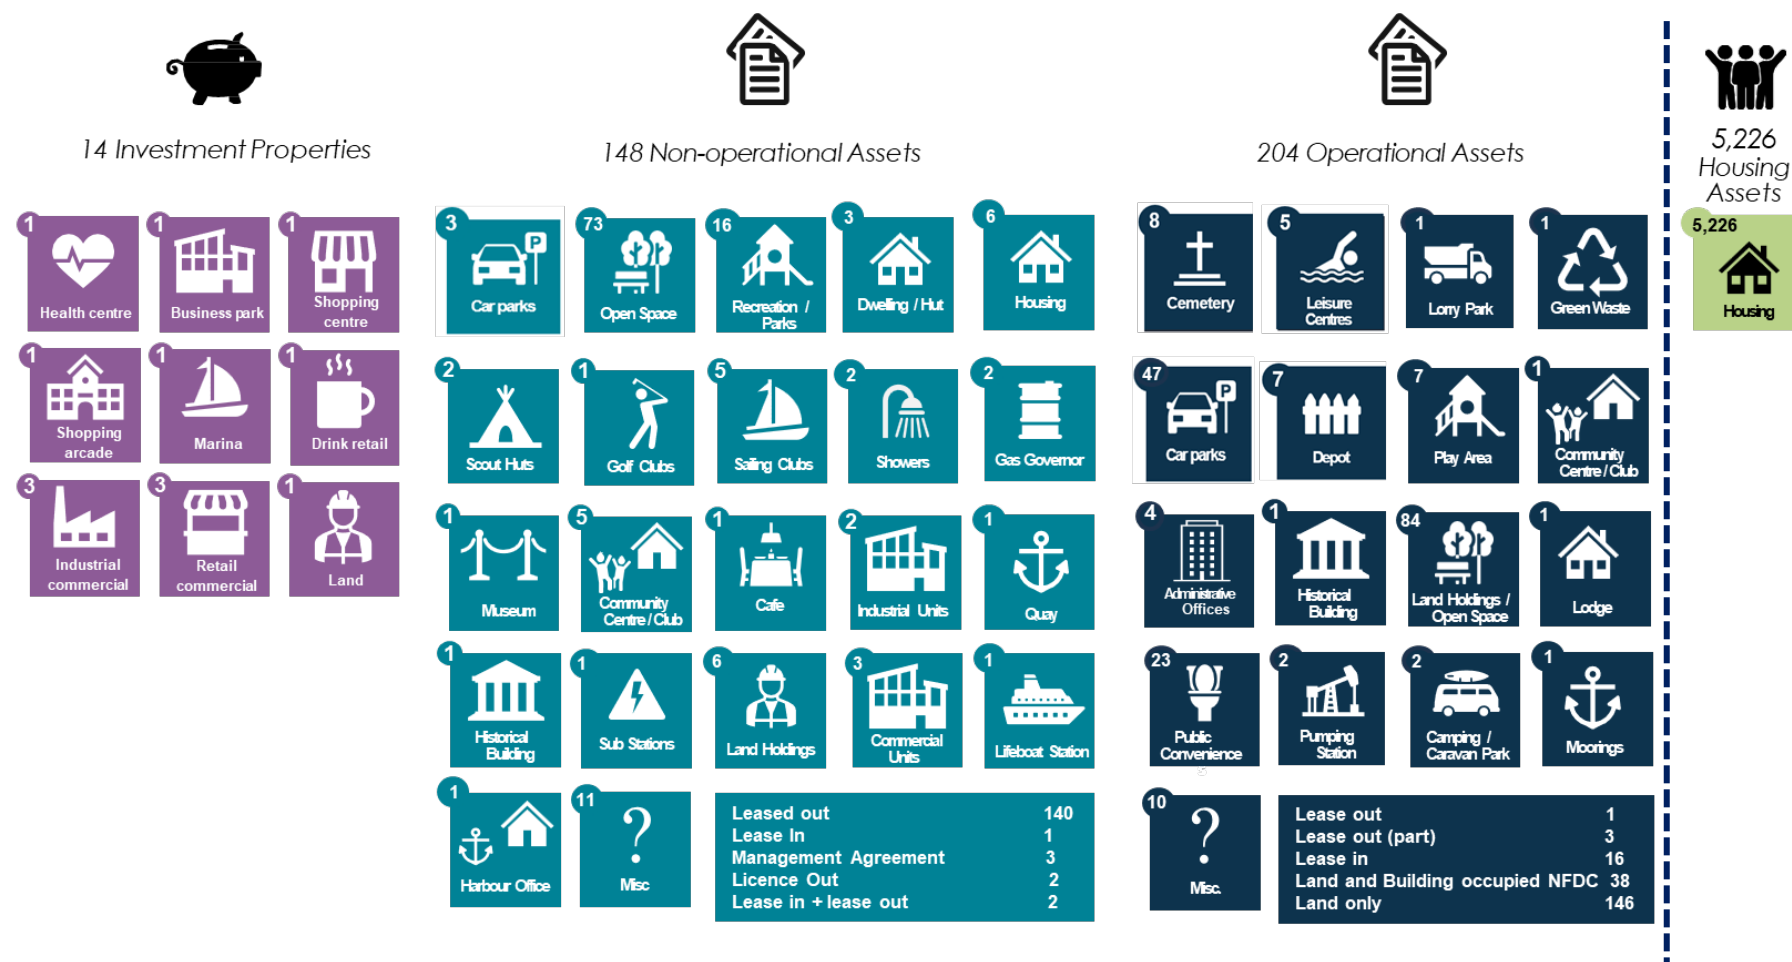 14 Investment Properties
1
Health centre
1
Business park
1
Shopping
centre
1
Shopping
arcade
1
Marina
1
Drink retail
3
Industrial
commercial
3
Retail
commercial
1
Land
148 Non-operational Assets
3
P
Car parks
73
Open Space
16
Recreation /
Parks
3
Dwelling / Hut
6
Housing
2
Scout Huts
1
Golf Clubs
5
Sailing Clubs
2
Showers
2
Gas Governor
1
Museum
5
Community
Centre / Club
1
Cafe
2
Industrial Units
1
Quay
1
Historical
Building
1
Sub Stations
6
Land Holdings
3
Commercial
Units
1
Lifeboat Station
1
Harbour Office
11
?
Misc
Leased out 140
Lease In 1
Management Agreement 3
Licence Out 2
Lease in + lease out 2
204 Operational Assets
8
Cemetery
5
Leisure
Centres
1
Lorry Park
1
Green Waste
47
P
Car parks
7
Depot
7
Play Area
1
Community
Centre / Club
4
Administrative
Offices
1
Historical
Building
84
Land Holdings /
Open Space
1
Lodge
23
Public
Convenience
s
2
Pumping
Station
2
Camping /
Caravan Park
1
Moorings
10
?
Misc.
Lease out 1
Lease out (part) 3
Lease in 16
Land and Building occupied NFDC 38
Land only 146
5,226
Housing
Assets
5,226
Housing